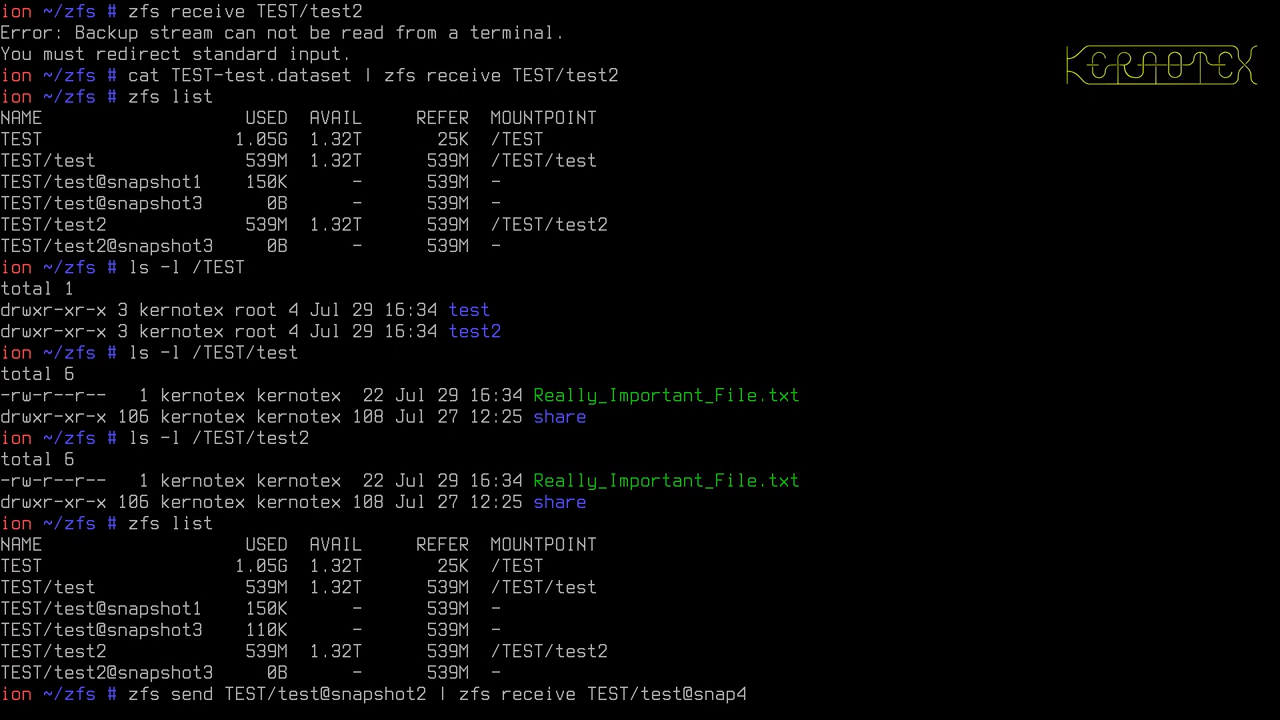 ion ~/zfs # zfs receive TEST/test2
Error: Backup stream can not be read from a terminal.
You must redirect standard input.
KERNOTEX
ion ~/zfs # cat TEST-test.dataset | zfs receive TEST/test2
ion ~/zfs # zfs list
NAME                   USED  AVAIL     REFER  MOUNTPOINT
TEST                  1.05G  1.32T       25K  /TEST
TEST/test              539M  1.32T      539M  /TEST/test
TEST/test@snapshot1    150K      -      539M  -
TEST/test@snapshot3      0B      -      539M  -
TEST/test2             539M  1.32T      539M  /TEST/test2
TEST/test2@snapshot3     0B      -      539M  -
ion ~/zfs # ls -l /TEST
total 1
drwxr-xr-x 3 kernotex root 4 Jul 29 16:34 test
drwxr-xr-x 3 kernotex root 4 Jul 29 16:34 test2
ion ~/zfs # ls -l /TEST/test
total 6
-rw-r--r--   1 kernotex kernotex  22 Jul 29 16:34 Really_Important_File.txt
drwxr-xr-x 106 kernotex kernotex 108 Jul 27 12:25 share
ion ~/zfs # ls -l /TEST/test2
total 6
-rw-r--r--   1 kernotex kernotex  22 Jul 29 16:34 Really_Important_File.txt
drwxr-xr-x 106 kernotex kernotex 108 Jul 27 12:25 share
ion ~/zfs # zfs list
NAME                   USED  AVAIL     REFER  MOUNTPOINT
TEST                  1.05G  1.32T       25K  /TEST
TEST/test              539M  1.32T      539M  /TEST/test
TEST/test@snapshot1    150K      -      539M  -
TEST/test@snapshot3    110K      -      539M  -
TEST/test2             539M  1.32T      539M  /TEST/test2
TEST/test2@snapshot3     0B      -      539M  -
ion ~/zfs # zfs send TEST/test@snapshot2 | zfs receive TEST/test@snap4